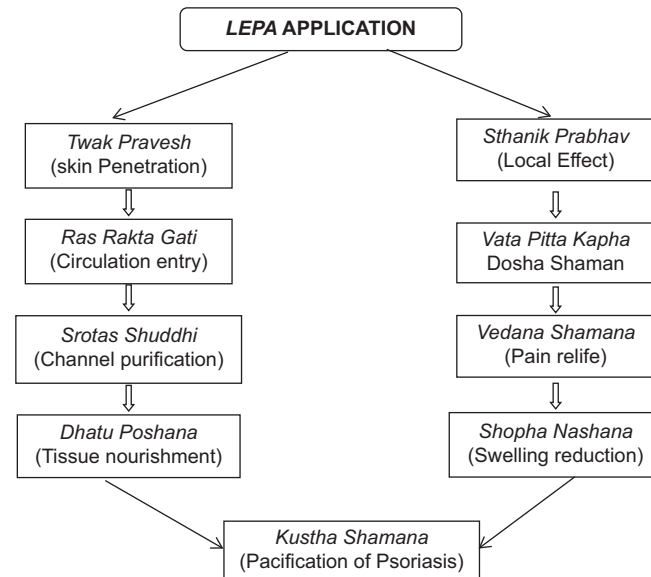 LEPA APPLICATION
Twak Pravesh
(skin Penetration)
Ras Rakta Gati
(Circulation entry)
Srotas Shuddhi
(Channel purification)
Dhatu Poshana
(Tissue nourishment)
Sthanik Prabhav
(Local Effect)
Vata Pitta Kapha
Dosha Shaman
Vedana Shamana
(Pain relife)
Shopha Nashana
(Swelling reduction)
Kustha Shamana
(Pacification of Psoriasis)